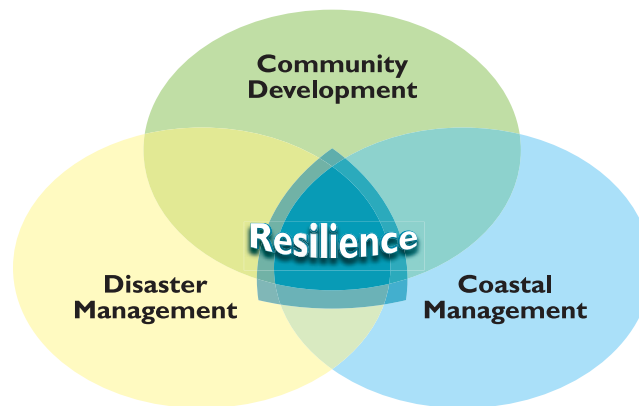 Community
Development
Resilience
Disaster
Management
Coastal
Management